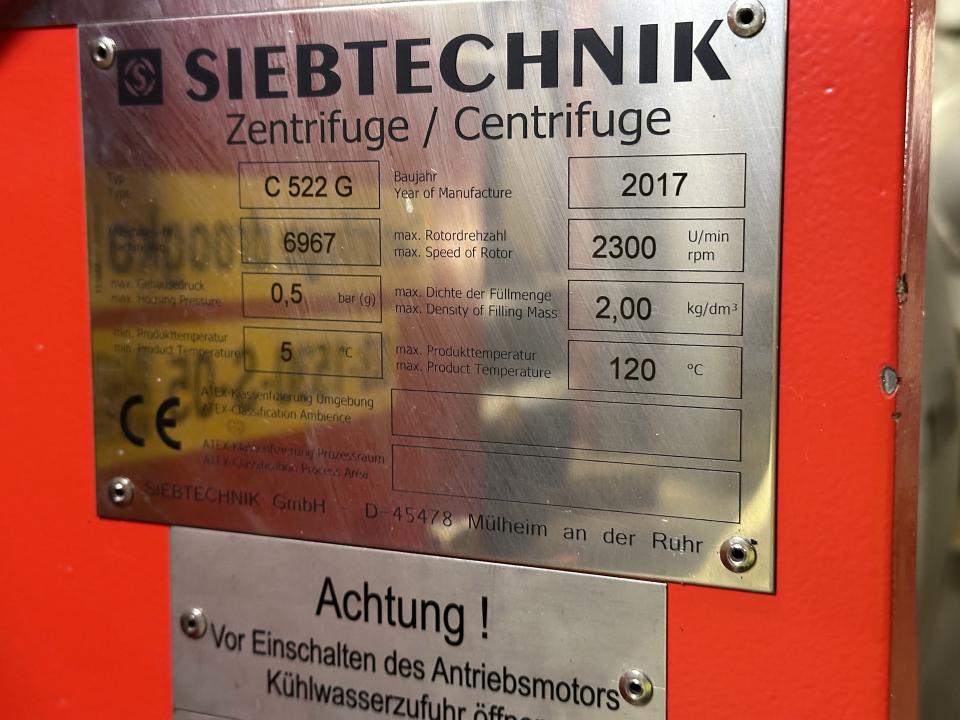 SIEBTECHNIK
Zentrifuge / Centrifuge
Typ
Type
C 522 G
Baujahr
Year of Manufacture
2017
6967
max. Rotordrehzahl
max. Speed of Rotor
2300
U/min
rpm
max. Gehäusedruck
max. Housing Pressure
0,5
bar (g)
max. Dichte der Füllmenge
max. Density of Filling Mass
2,00
kg/dm³
min. Produkttemperatur
min. Product Temperature
5
°C
max. Produkttemperatur
max. Product Temperature
120
°C
CE
ATEX-Klassenfizierung Umgebung
ATEX-Classification Ambience
ATEX-Klassifizierung Prozessraum
ATEX-Classification Process Area
SIEBTECHNIK GmbH - D-45478 Mülheim an der Ruhr
Achtung !
Vor Einschalten des Antriebsmotors
Kühlwasserzufuhr